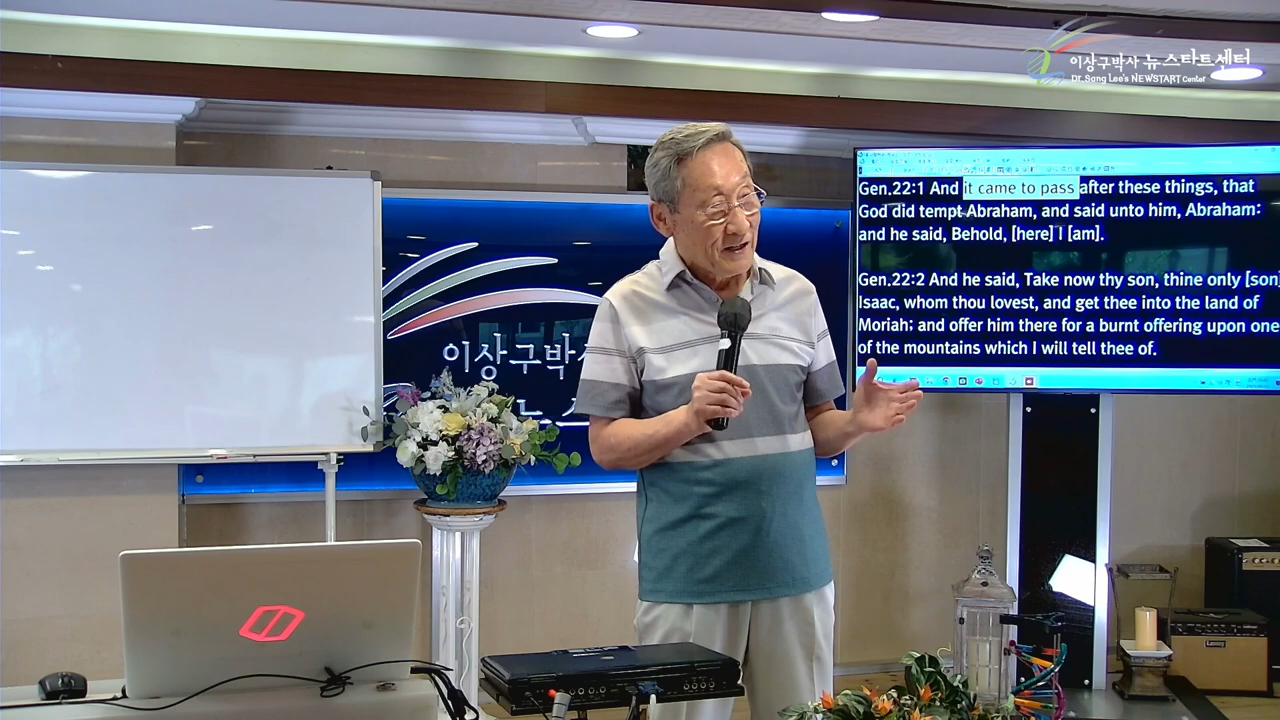 이상구박사 뉴스타트센터
Dr. Sang Lee's NEWSTART Center
Gen.22:1 And it came to pass after these things, that
God did tempt Abraham, and said unto him, Abraham:
and he said, Behold, [here] I [am].
Gen.22:2 And he said, Take now thy son, thine only [son]
Isaac, whom thou lovest, and get thee into the land of
Moriah; and offer him there for a burnt offering upon one
of the mountains which I will tell thee of.
이상구박사
뉴스
Laney